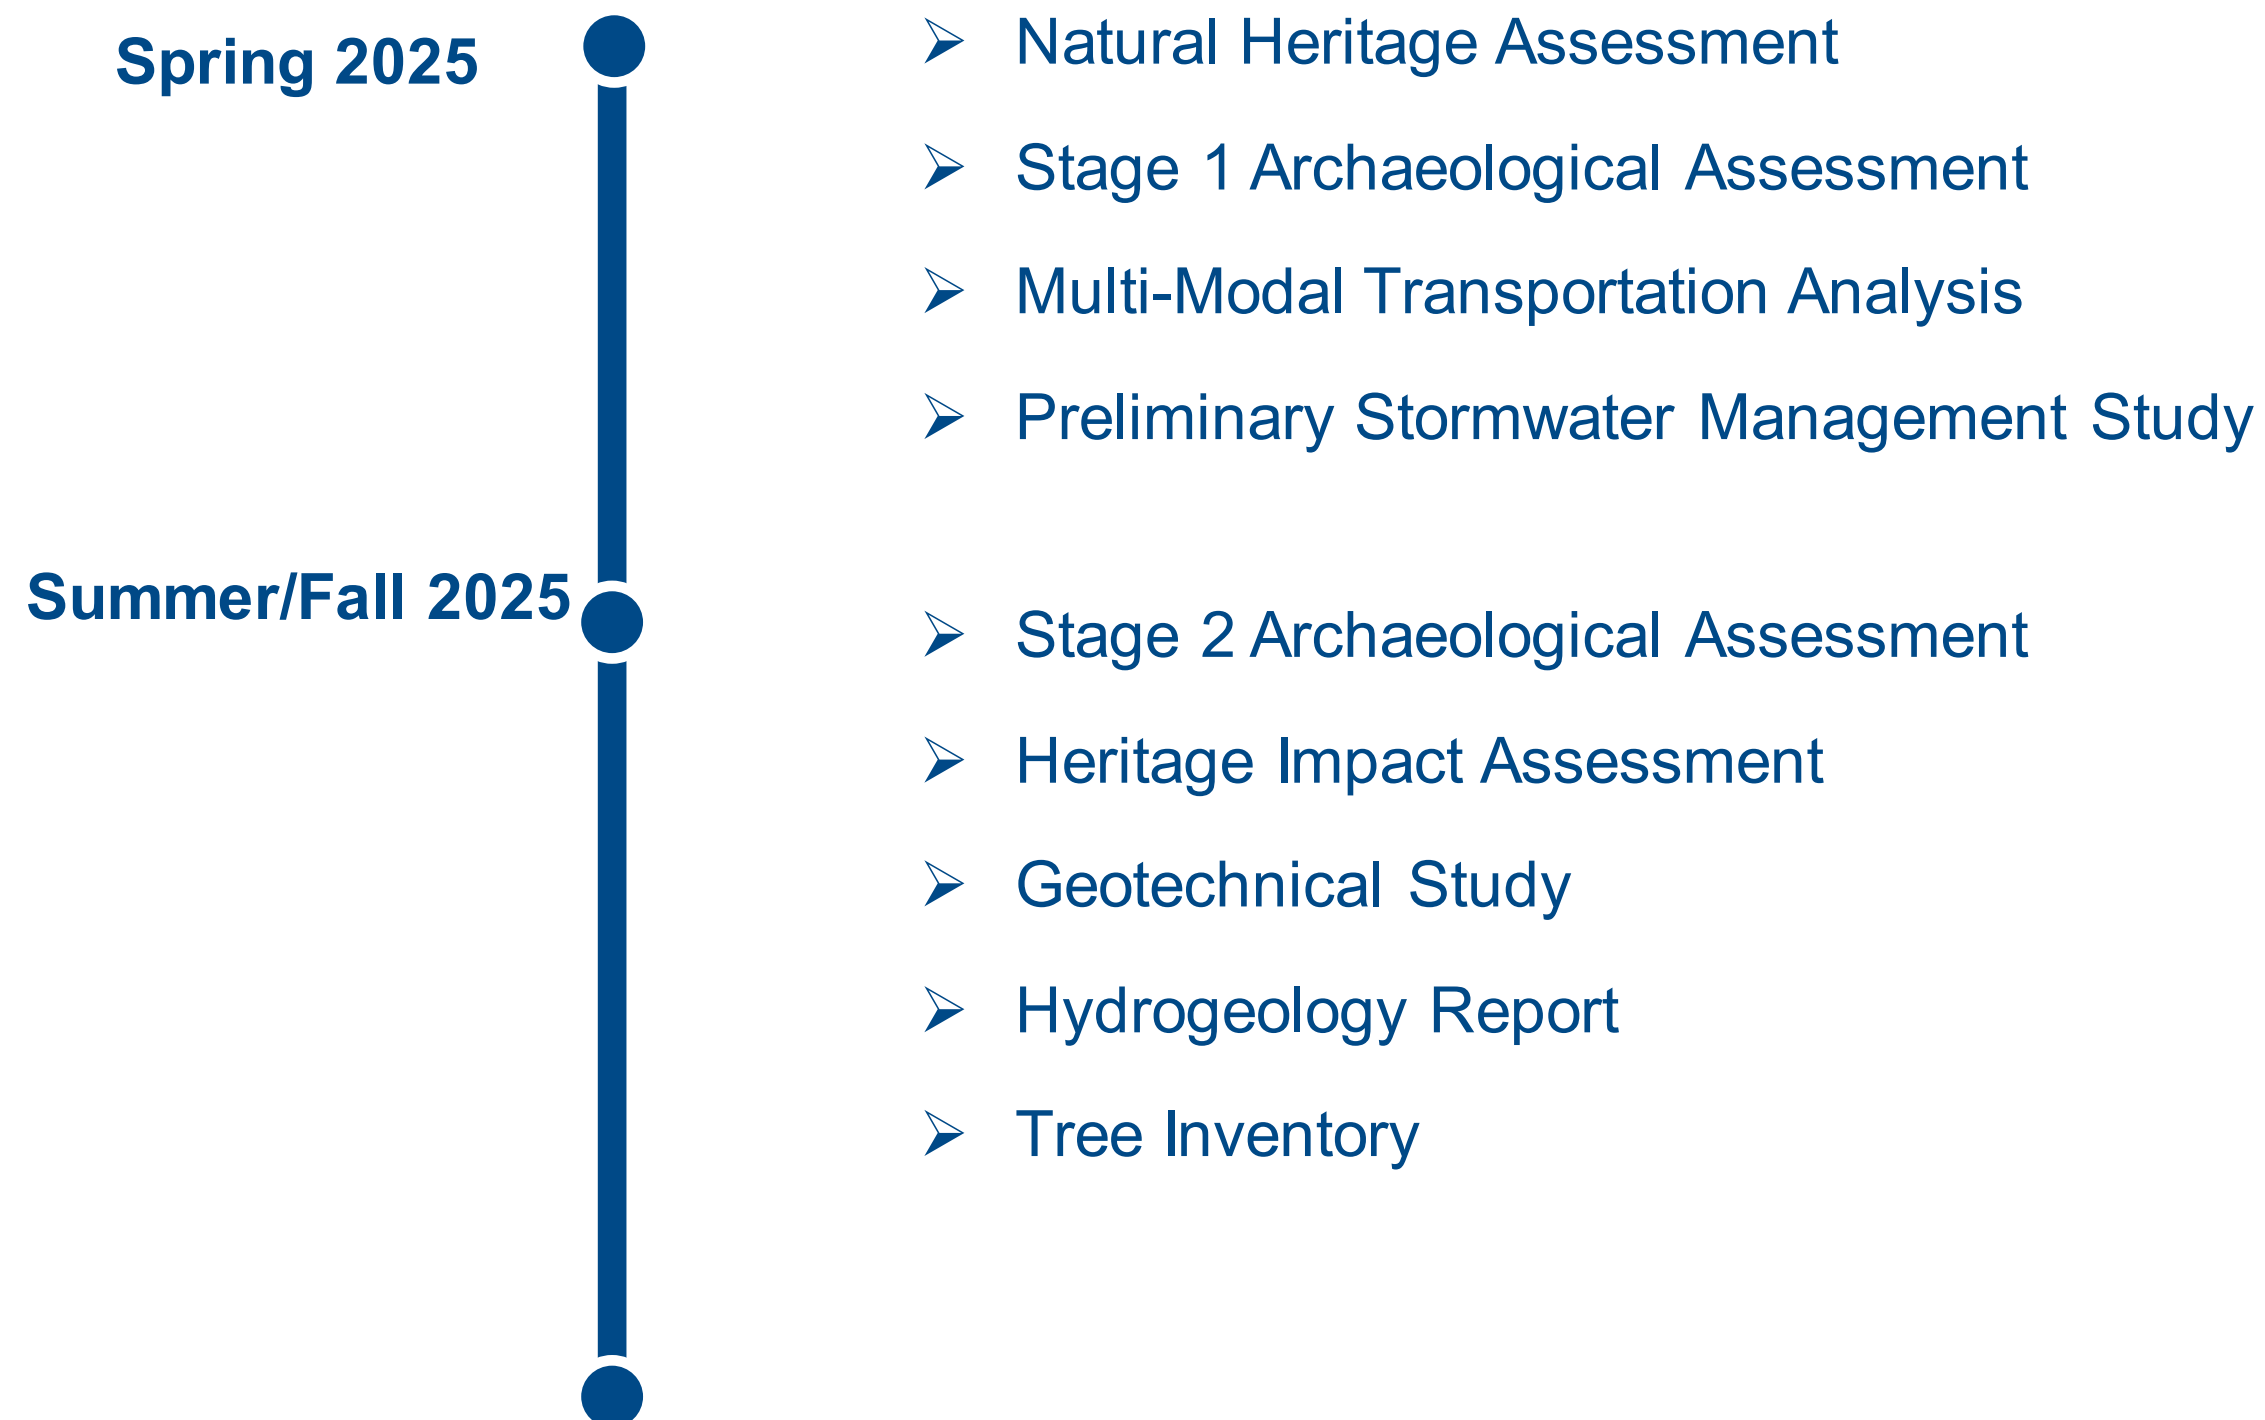 Spring 2025
Natural Heritage Assessment
Stage 1 Archaeological Assessment
Multi-Modal Transportation Analysis
Preliminary Stormwater Management Study
Summer/Fall 2025
Stage 2 Archaeological Assessment
Heritage Impact Assessment
Geotechnical Study
Hydrogeology Report
Tree Inventory